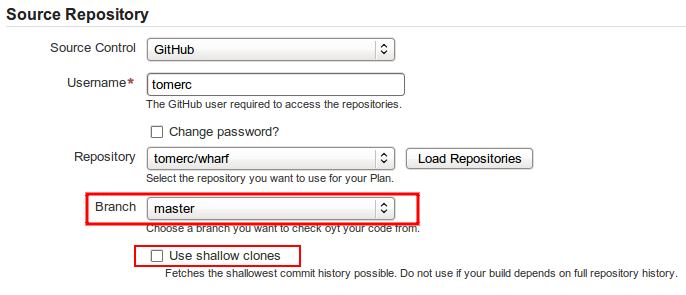 Source Repository
Source Control GitHub
Username* tomerc
The GitHub user required to access the repositories.
Change password?
Repository tomerc/wharf Load Repositories
Select the repository you want to use for your Plan.
Branch master
Choose a branch you want to check oyt your code from.
Use shallow clones
Fetches the shallowest commit history possible. Do not use if your build depends on full repository history.